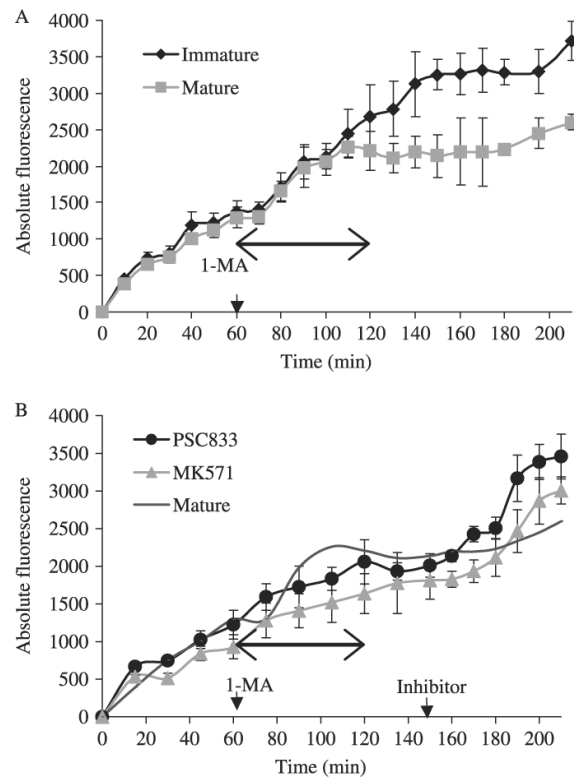 A
4000
3500
3000
2500
2000
1500
1000
500
0
Absolute fluorescence
Immature
Mature
1-MA
0 20 40 60 80 100 120 140 160 180 200
Time (min)
B
4000
3500
3000
2500
2000
1500
1000
500
0
Absolute fluorescence
PSC833
MK571
Mature
1-MA
Inhibitor
0 20 40 60 80 100 120 140 160 180 200
Time (min)